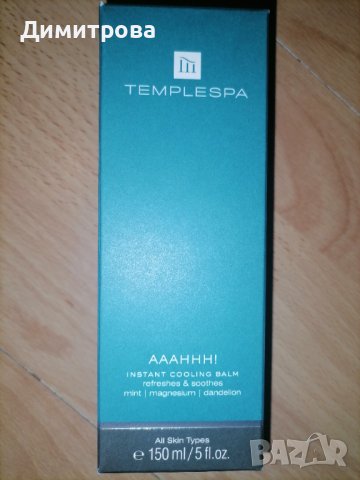 Димитрова
TEMPLESPA
AAAHHH!
INSTANT COOLING BALM
refreshes & soothes
mint | magnesium | dandelion
All Skin Types
e 150 ml / 5 fl.oz.
BAZAR